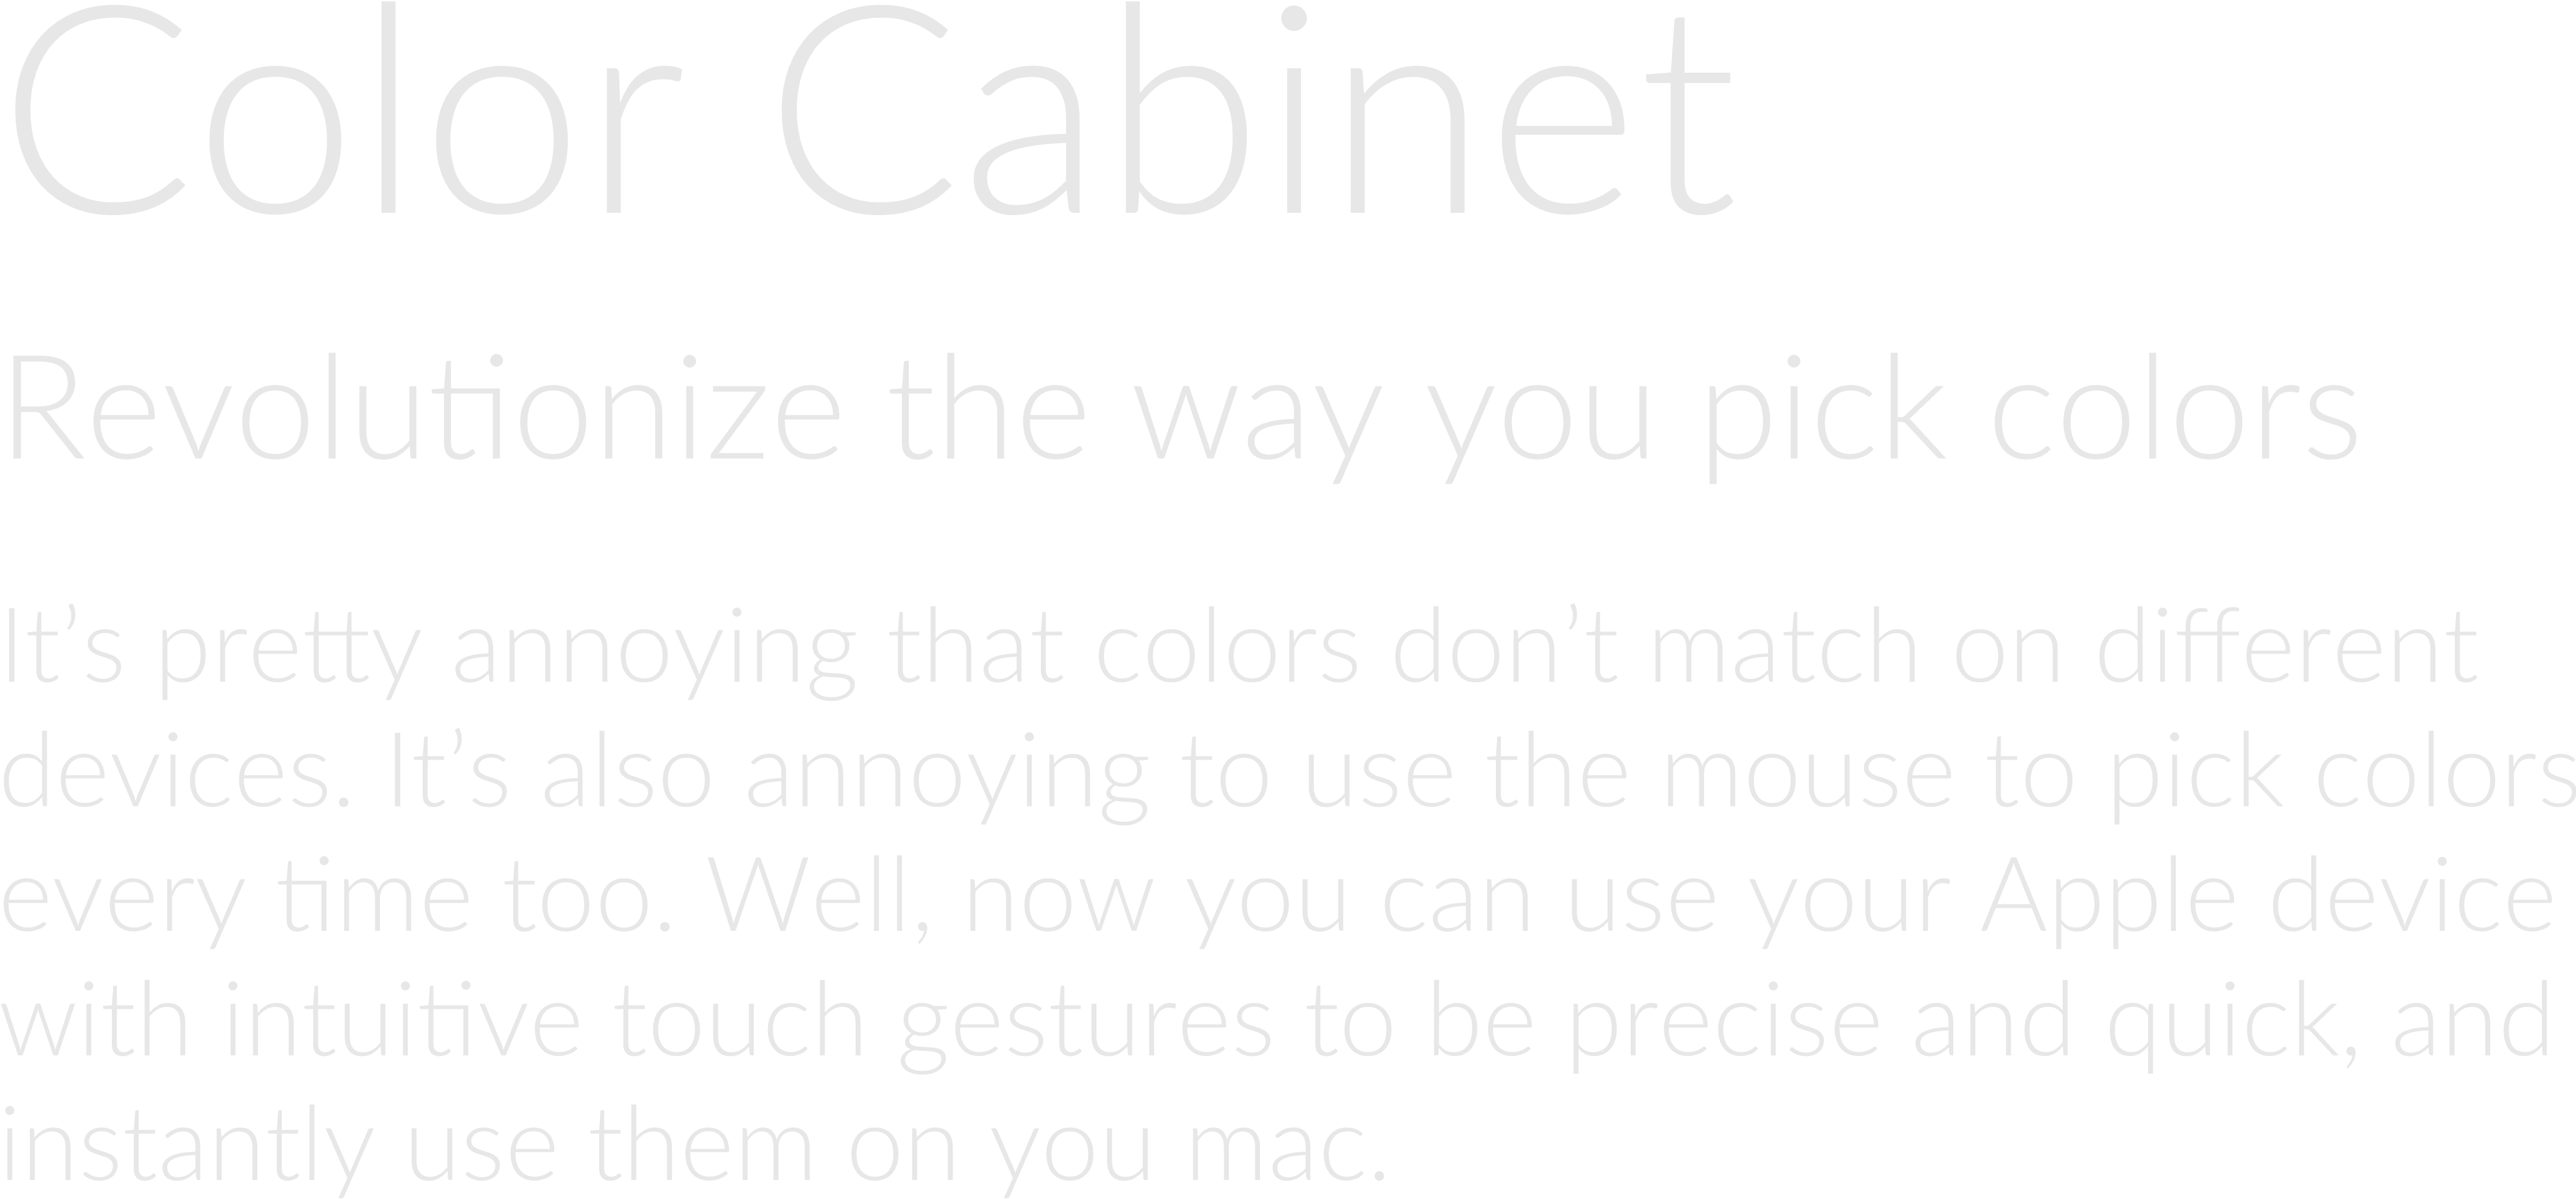 Color Cabinet
Revolutionize the way you pick colors
It’s pretty annoying that colors don’t match on different
devices. It’s also annoying to use the mouse to pick colors
every time too. Well, now you can use your Apple device
with intuitive touch gestures to be precise and quick, and
instantly use them on you mac.